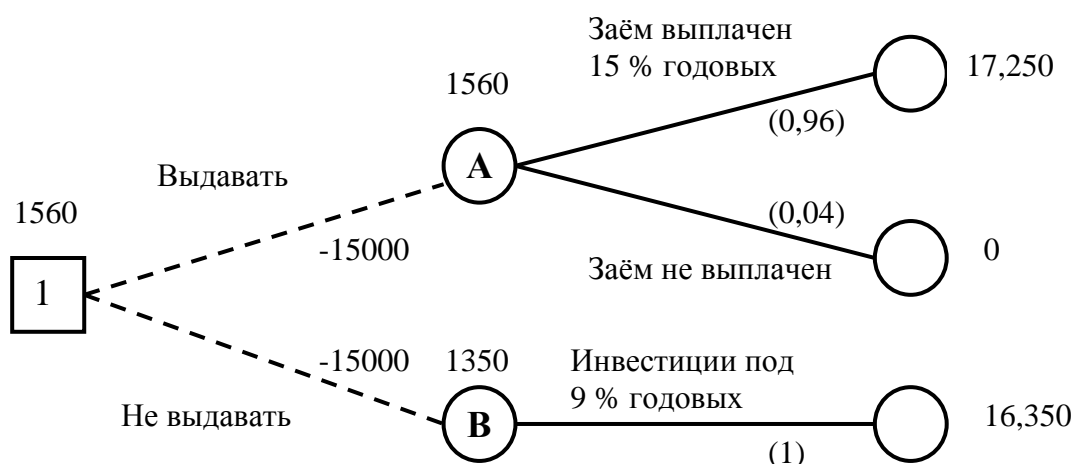 Заём выплачен
15 % годовых
17,250
1560
(0,96)
А
Выдавать
1560
(0,04)
-15000
0
Заём не выплачен
1
-15000
1350
Инвестиции под
9 % годовых
Не выдавать
В
16,350
(1)